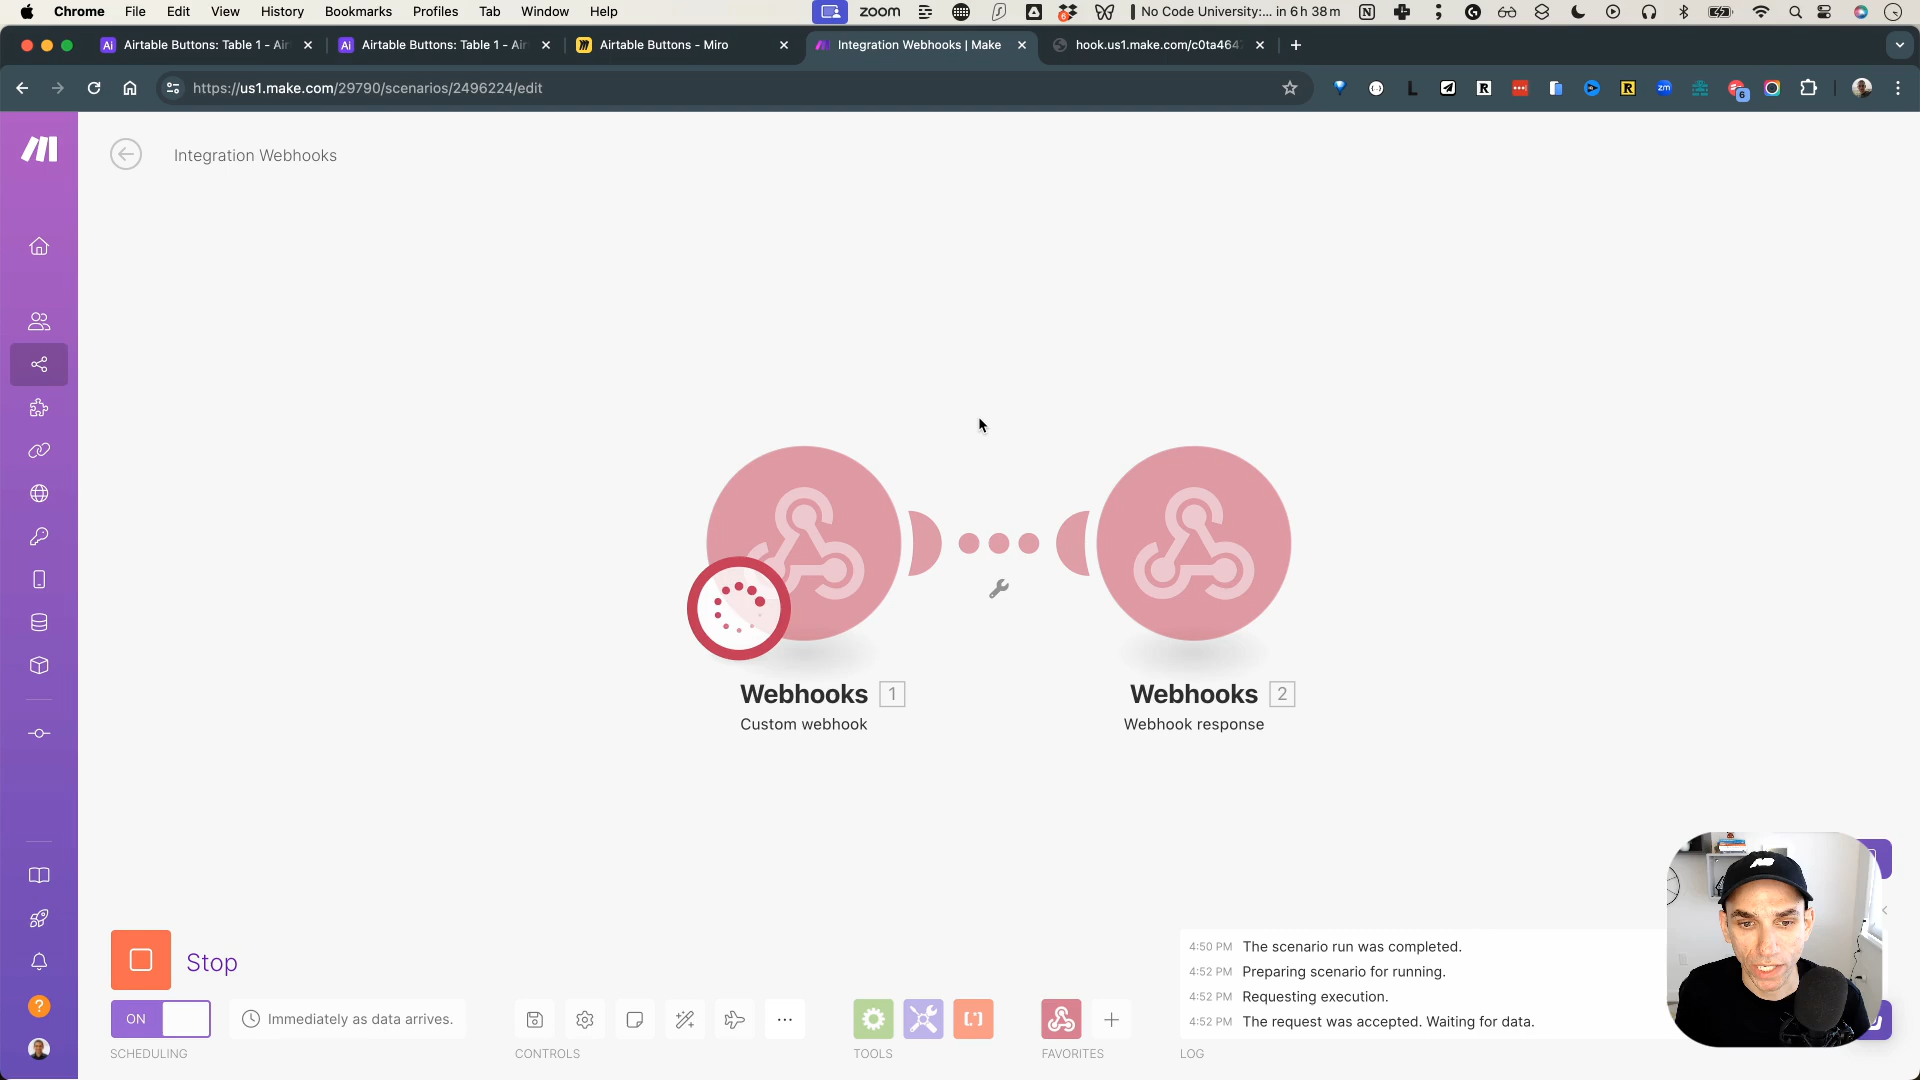 Chrome File Edit View History Bookmarks Profiles Tab Window Help
zoom
No Code University:... in 6 h 38 m
Airtable Buttons: Table 1 - Air
Airtable Buttons: Table 1 - Air
Airtable Buttons - Miro
Integration Webhooks | Make
hook.us1.make.com/c0ta464
https://us1.make.com/29790/scenarios/2496224/edit
Integration Webhooks
Webhooks 1
Custom webhook
Webhooks 2
Webhook response
Stop
ON
Immediately as data arrives.
SCHEDULING
CONTROLS
TOOLS
FAVORITES
4:50 PM The scenario run was completed.
4:52 PM Preparing scenario for running.
4:52 PM Requesting execution.
4:52 PM The request was accepted. Waiting for data.
LOG